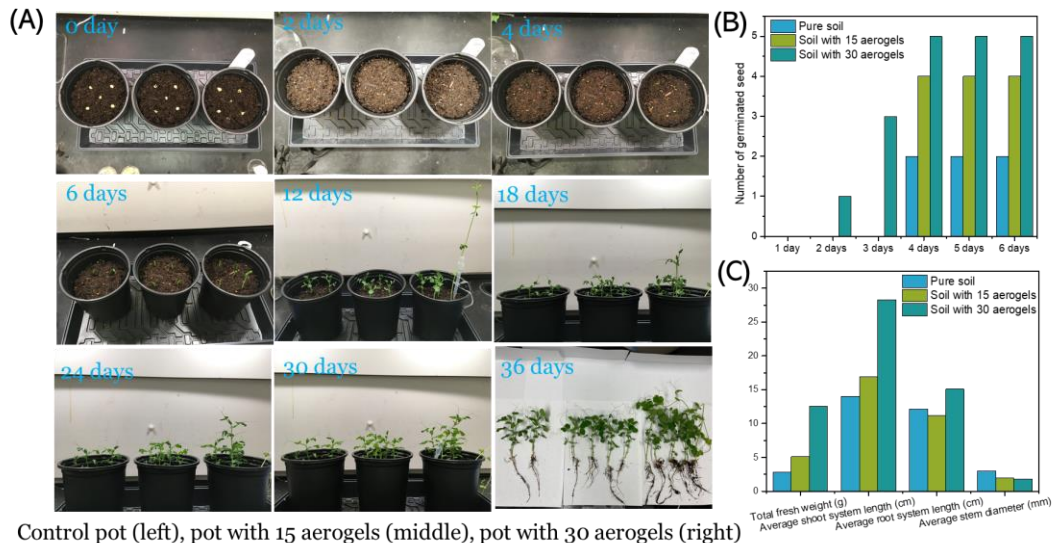 (A)
0 day
2 days
4 days
6 days
12 days
18 days
24 days
30 days
36 days
Control pot (left), pot with 15 aerogels (middle), pot with 30 aerogels (right)
(B)
Pure soil
Soil with 15 aerogels
Soil with 30 aerogels
Number of germinated seed
5
4
3
2
1
0
1 day
2 days
3 days
4 days
5 days
6 days
(C)
Pure soil
Soil with 15 aerogels
Soil with 30 aerogels
30
25
20
15
10
5
0
Total fresh weight (g)
Average shoot system length (cm)
Average root system length (cm)
Average stem diameter (mm)